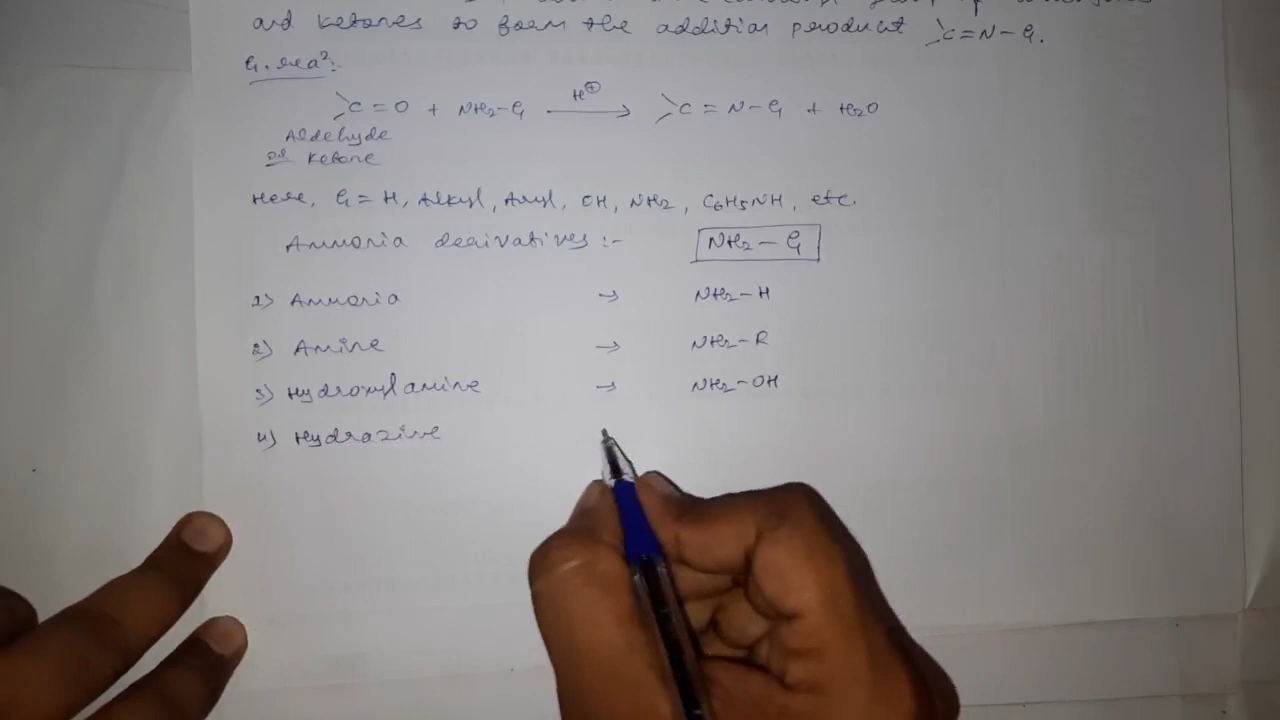 and ketones to form the addition product >C=N-G.
G. rea²:-
>C=O + NH2-G H⊕ → >C=N-G + H2O
Aldehyde
or Ketone
Here, G = H, Alkyl, Aryl, OH, NH2, C6H5NH, etc.
Ammonia derivatives :- NH2-G
1) Ammonia → NH2-H
2) Amine → NH2-R
3) Hydroxylamine → NH2-OH
4) Hydrazine